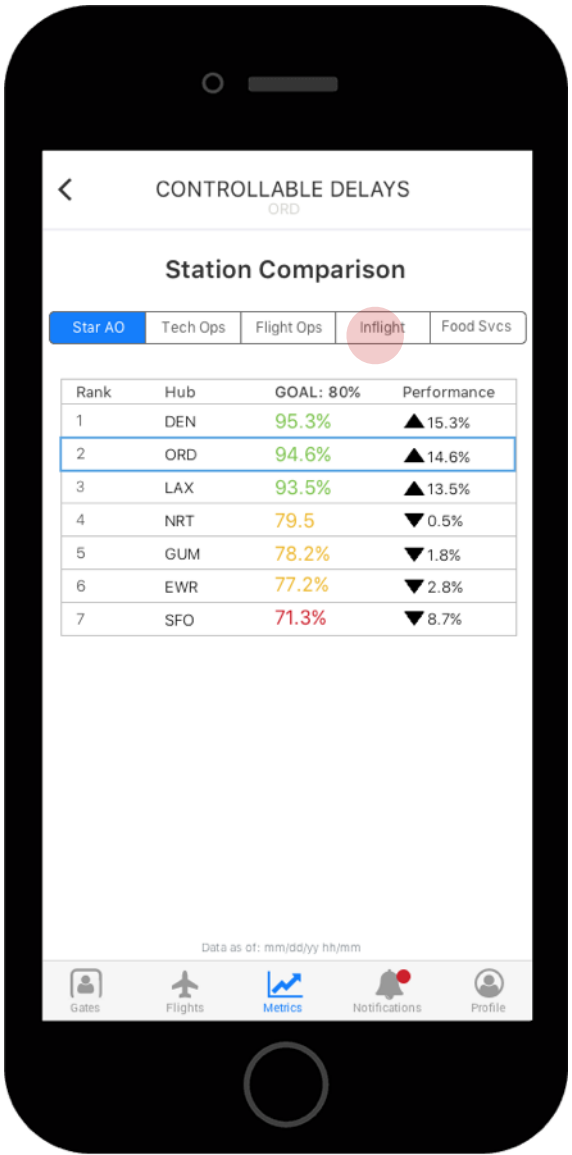 CONTROLLABLE DELAYS
ORD
Station Comparison
Star AO Tech Ops Flight Ops Inflight Food Svcs
Rank Hub GOAL: 80% Performance
1 DEN 95.3% ▲15.3%
2 ORD 94.6% ▲14.6%
3 LAX 93.5% ▲13.5%
4 NRT 79.5 ▼0.5%
5 GUM 78.2% ▼1.8%
6 EWR 77.2% ▼2.8%
7 SFO 71.3% ▼8.7%
Data as of: mm/dd/yy hh/mm
Gates Flights Metrics Notifications Profile